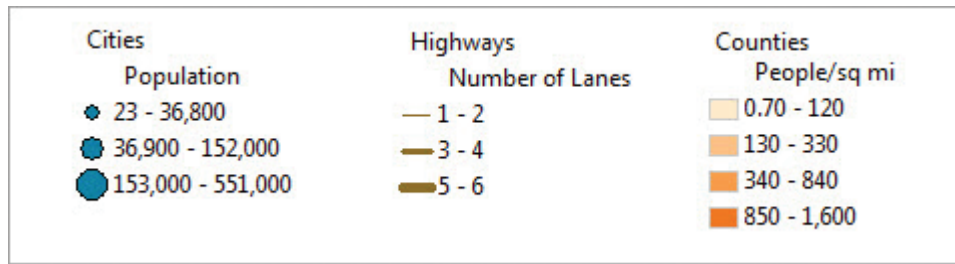 Cities
Population
23 - 36,800
36,900 - 152,000
153,000 - 551,000
Highways
Number of Lanes
1 - 2
3 - 4
5 - 6
Counties
People/sq mi
0.70 - 120
130 - 330
340 - 840
850 - 1,600